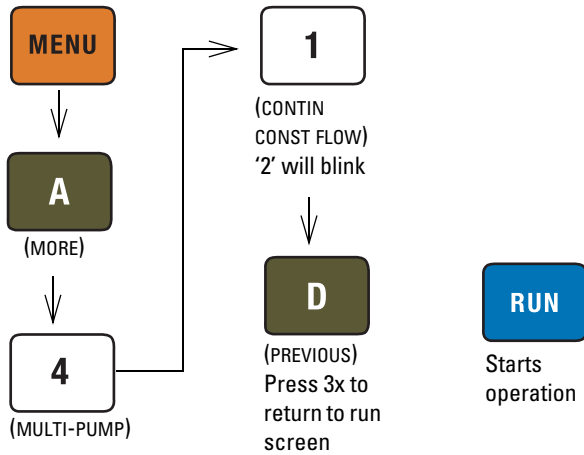 MENU
A
(MORE)
4
(MULTI-PUMP)
1
(CONTIN
CONST FLOW)
‘2’ will blink
D
(PREVIOUS)
Press 3x to
return to run
screen
RUN
Starts
operation